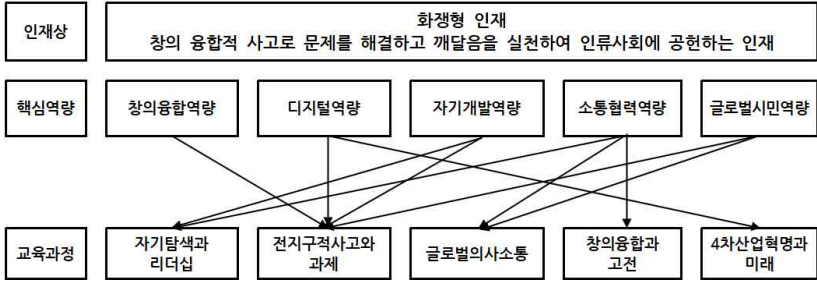 인재상
화쟁형 인재
창의 융합적 사고로 문제를 해결하고 깨달음을 실천하여 인류사회에 공헌하는 인재
핵심역량
창의융합역량
디지털역량
자기개발역량
소통협력역량
글로벌시민역량
교육과정
자기탐색과
리더십
전지구적사고와
과제
글로벌의사소통
창의융합과
고전
4차산업혁명과
미래